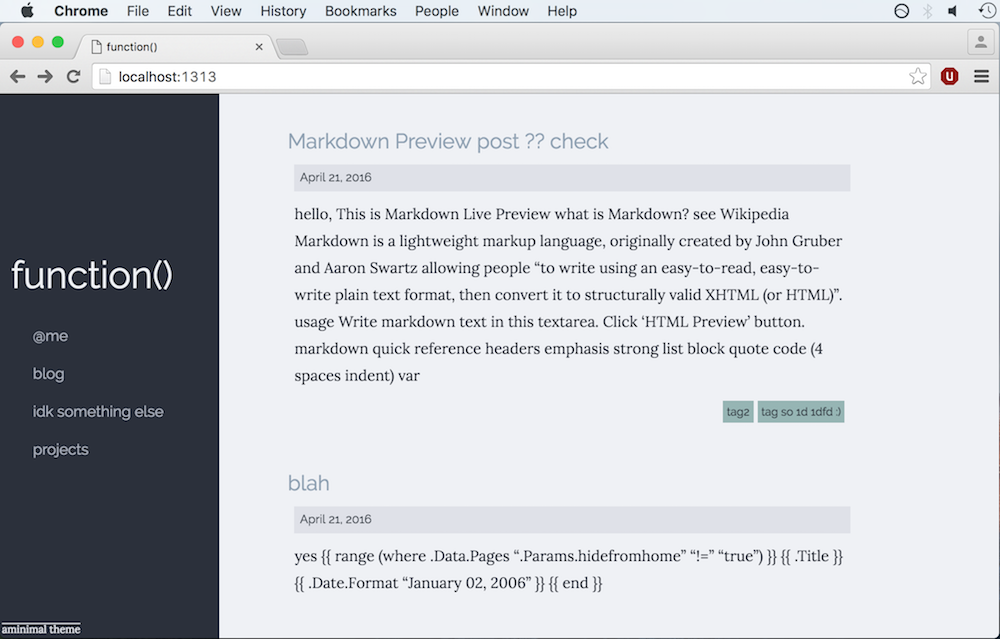 Chrome File Edit View History Bookmarks People Window Help
function()
localhost:1313
function()
@me
blog
idk something else
projects
aminimal theme
Markdown Preview post ?? check
April 21, 2016
hello, This is Markdown Live Preview what is Markdown? see Wikipedia
Markdown is a lightweight markup language, originally created by John Gruber
and Aaron Swartz allowing people “to write using an easy-to-read, easy-to-
write plain text format, then convert it to structurally valid XHTML (or HTML)”.
usage Write markdown text in this textarea. Click ‘HTML Preview’ button.
markdown quick reference headers emphasis strong list block quote code (4
spaces indent) var
tag2 tag so 1d 1dfd :)
blah
April 21, 2016
yes {{ range (where .Data.Pages “.Params.hidefromhome” “!=” “true”) }} {{ .Title }}
{{ .Date.Format “January 02, 2006” }} {{ end }}